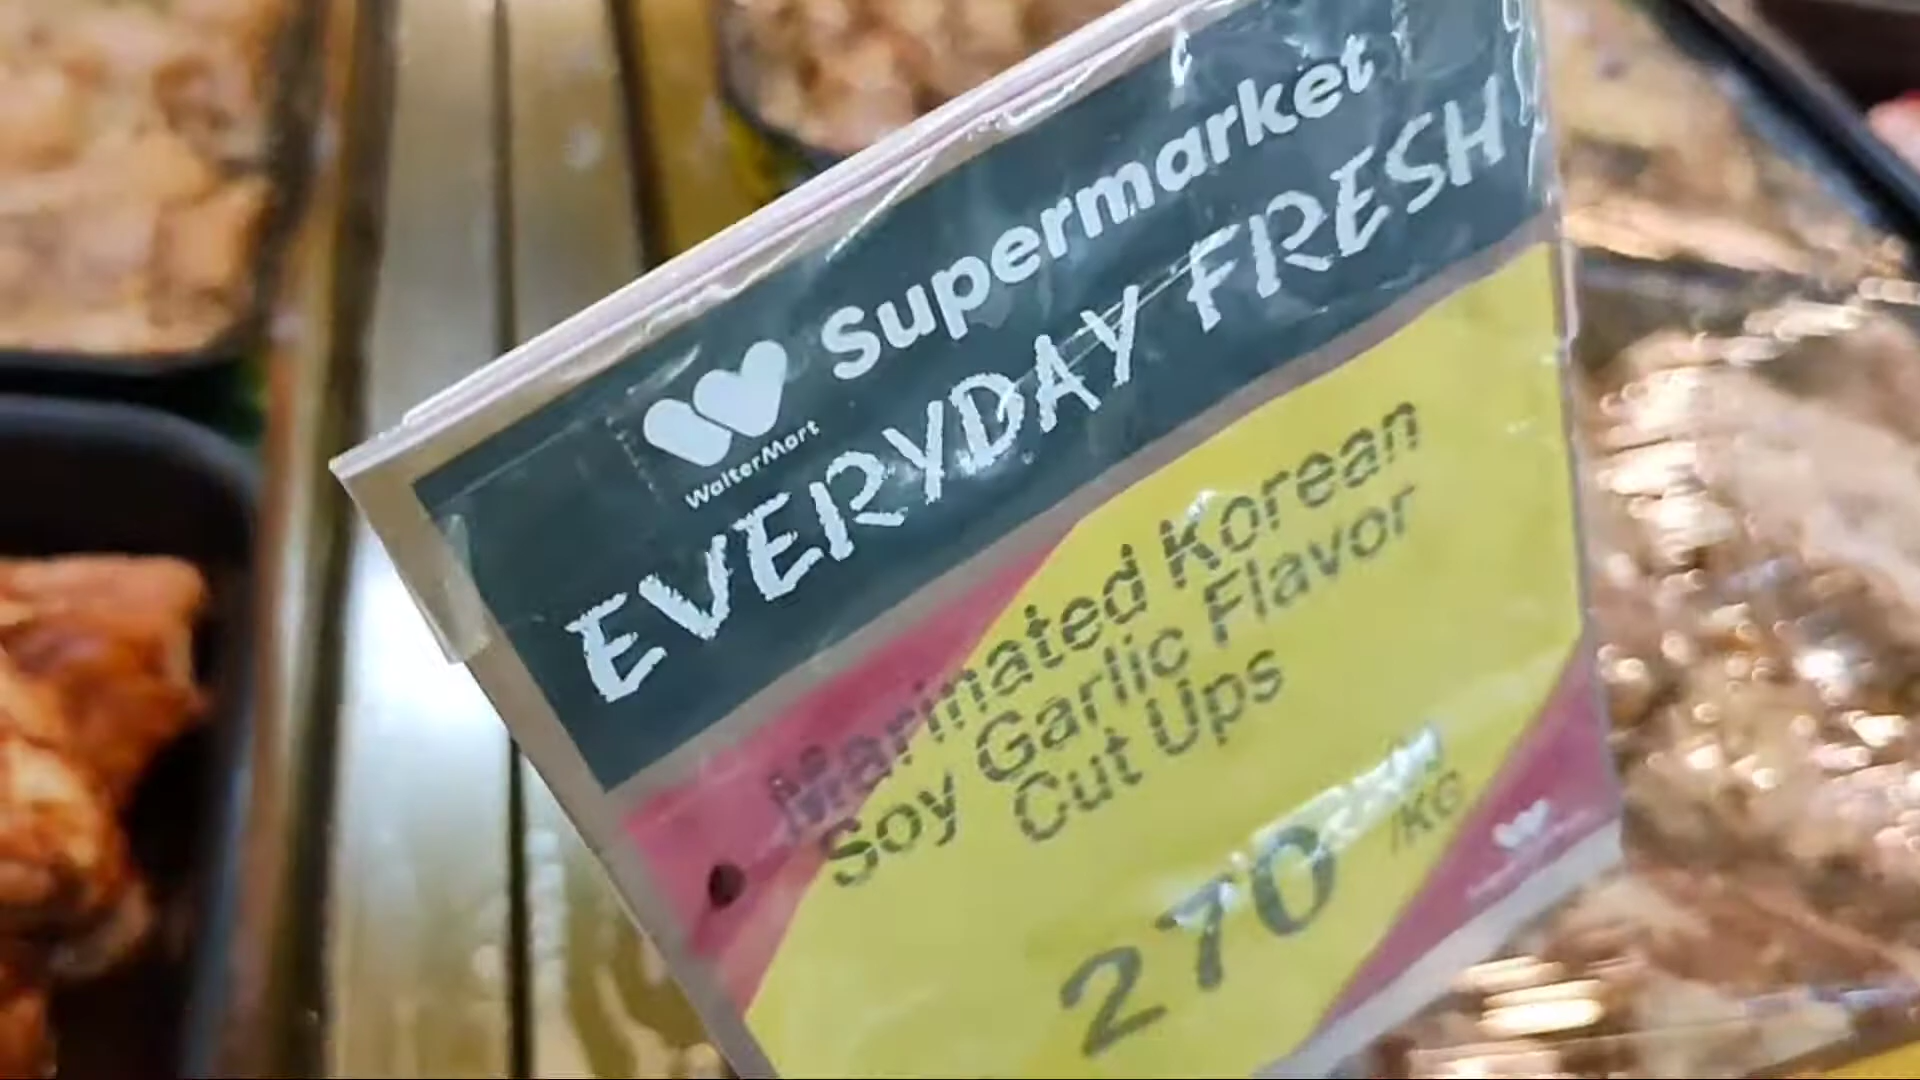 Supermarket
WalterMart
EVERYDAY FRESH
Marinated Korean
Soy Garlic Flavor
Cut Ups
270
/KG